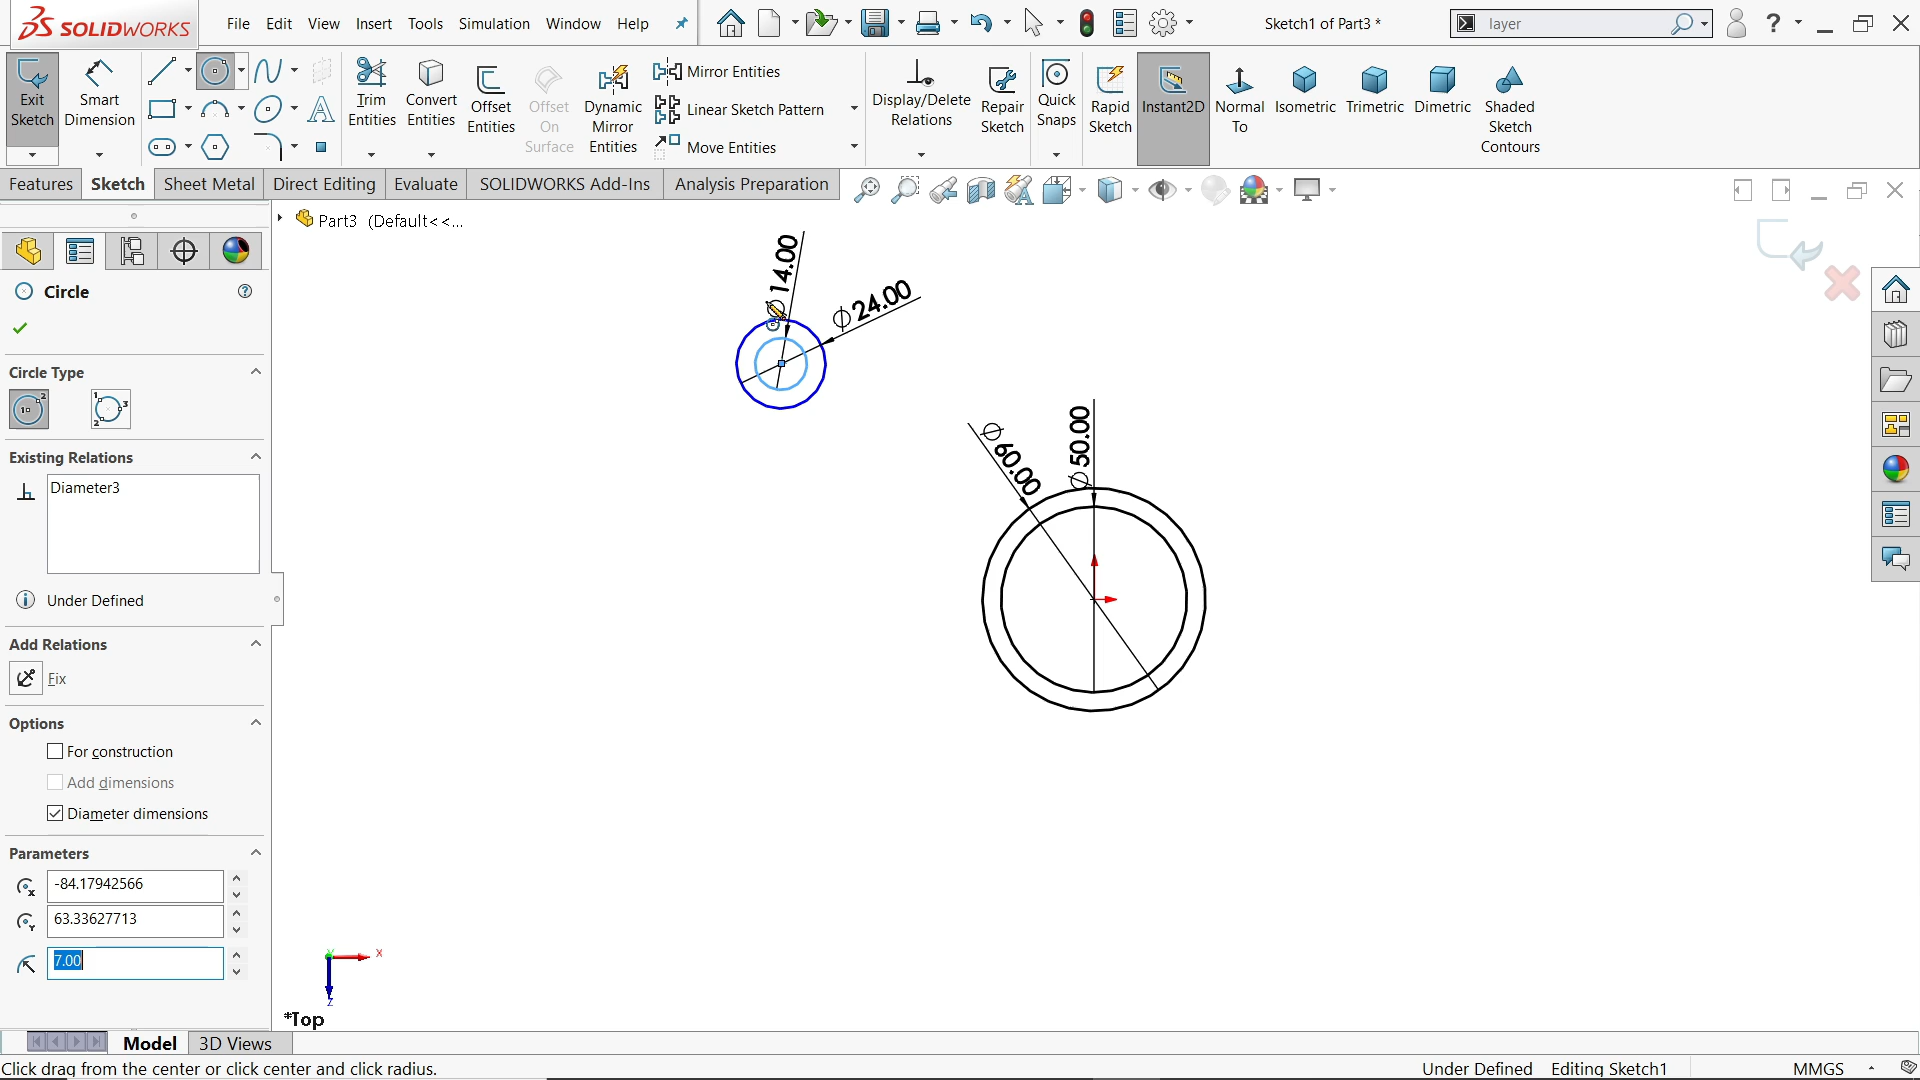 SOLIDWORKS
File Edit View Insert Tools Simulation Window Help
Sketch1 of Part3 *
layer
Exit Sketch
Smart Dimension
Trim Entities
Convert Entities
Offset Entities
Offset On Surface
Dynamic Mirror Entities
Mirror Entities
Linear Sketch Pattern
Move Entities
Display/Delete Relations
Repair Sketch
Quick Snaps
Rapid Sketch
Instant2D
Normal To
Isometric
Trimetric
Dimetric
Shaded Sketch Contours
Features Sketch Sheet Metal Direct Editing Evaluate SOLIDWORKS Add-Ins Analysis Preparation
Part3 (Default<<...
Circle
Circle Type
Existing Relations
Diameter3
Under Defined
Add Relations
Fix
Options
For construction
Add dimensions
Diameter dimensions
Parameters
-84.17942566
63.33627713
7.00
⌀14.00
⌀24.00
⌀60.00
⌀50.00
X
Y
Z
*Top
Model 3D Views
Click drag from the center or click center and click radius.
Under Defined Editing Sketch1 MMGS